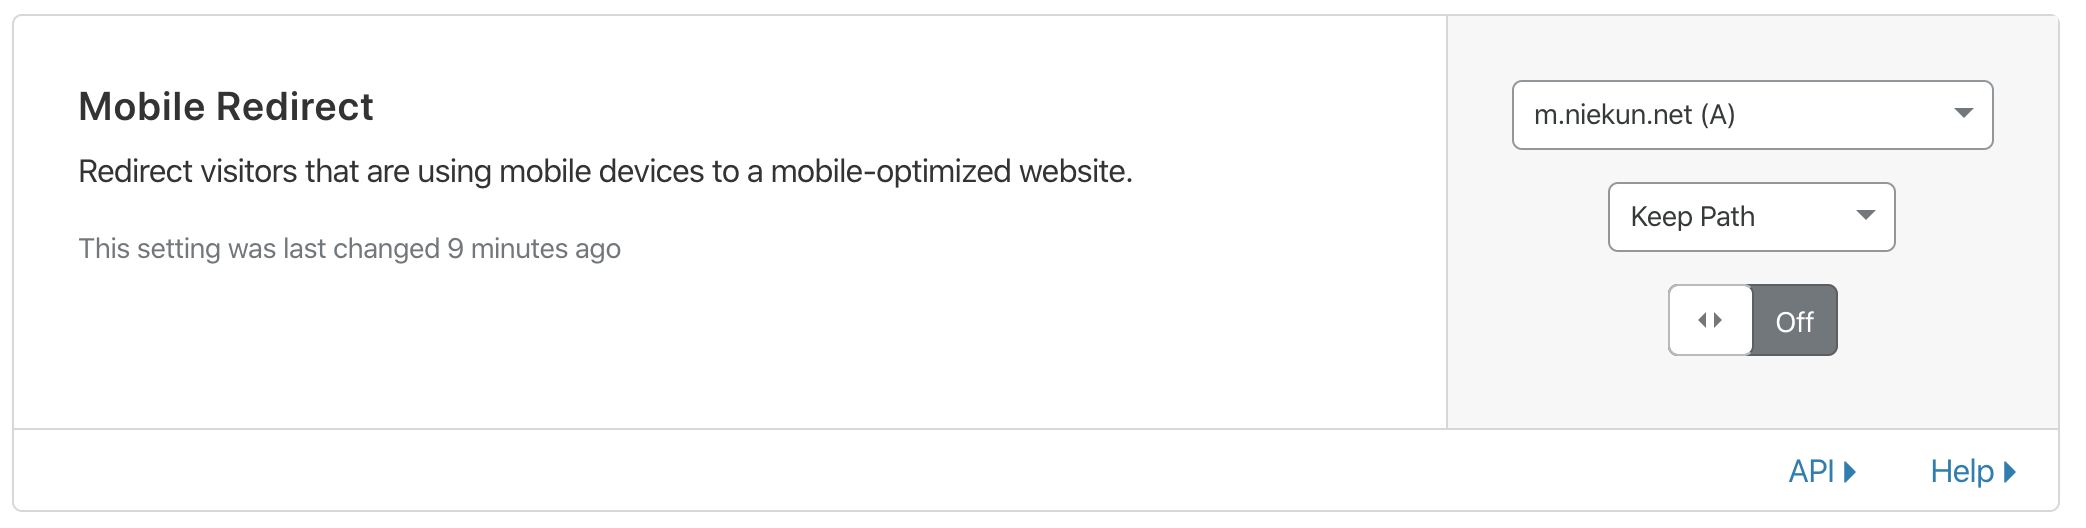 Mobile Redirect
Redirect visitors that are using mobile devices to a mobile-optimized website.
This setting was last changed 9 minutes ago
m.niekun.net (A)
Keep Path
Off
API
Help